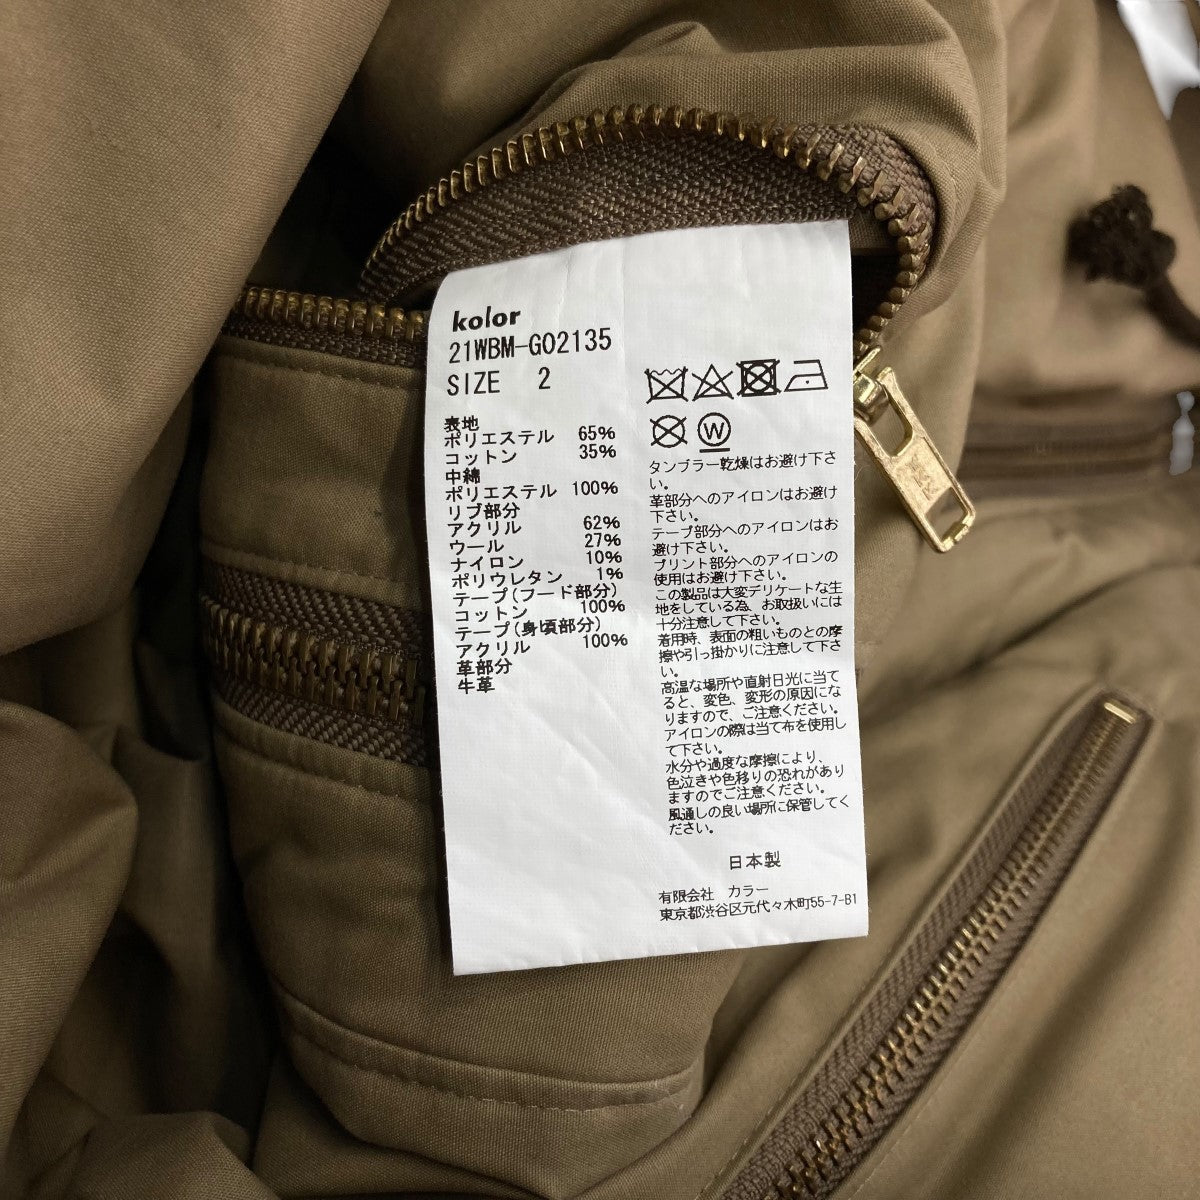 kolor
21WBM-G02135
SIZE 2
表地
ポリエステル 65%
コットン 35%
中綿
ポリエステル 100%
リブ部分
アクリル 62%
ウール 27%
ナイロン 10%
ポリウレタン 1%
テープ(フード部分)
コットン 100%
テープ(身頃部分)
アクリル 100%
革部分
牛革
W
タンブラー乾燥はお避け下さ
い。
革部分へのアイロンはお避け
下さい。
テープ部分へのアイロンはお
避け下さい。
プリント部分へのアイロンの
使用はお避け下さい。
この製品は大変デリケートな生
地をしている為、お取扱いには
十分注意して下さい。
着用時、表面の粗いものとの摩
擦や引っ掛かりに注意して下さ
い。
高温な場所や直射日光に当て
ると、変色、変形の原因にな
りますので、ご注意ください。
アイロンの際は当て布を使用し
て下さい。
水分や過度な摩擦により、
色泣きや色移りの恐れがあり
ますのでご注意ください。
風通しの良い場所に保管してく
ださい。
日本製
有限会社 カラー
東京都渋谷区元代々木町55-7-B1